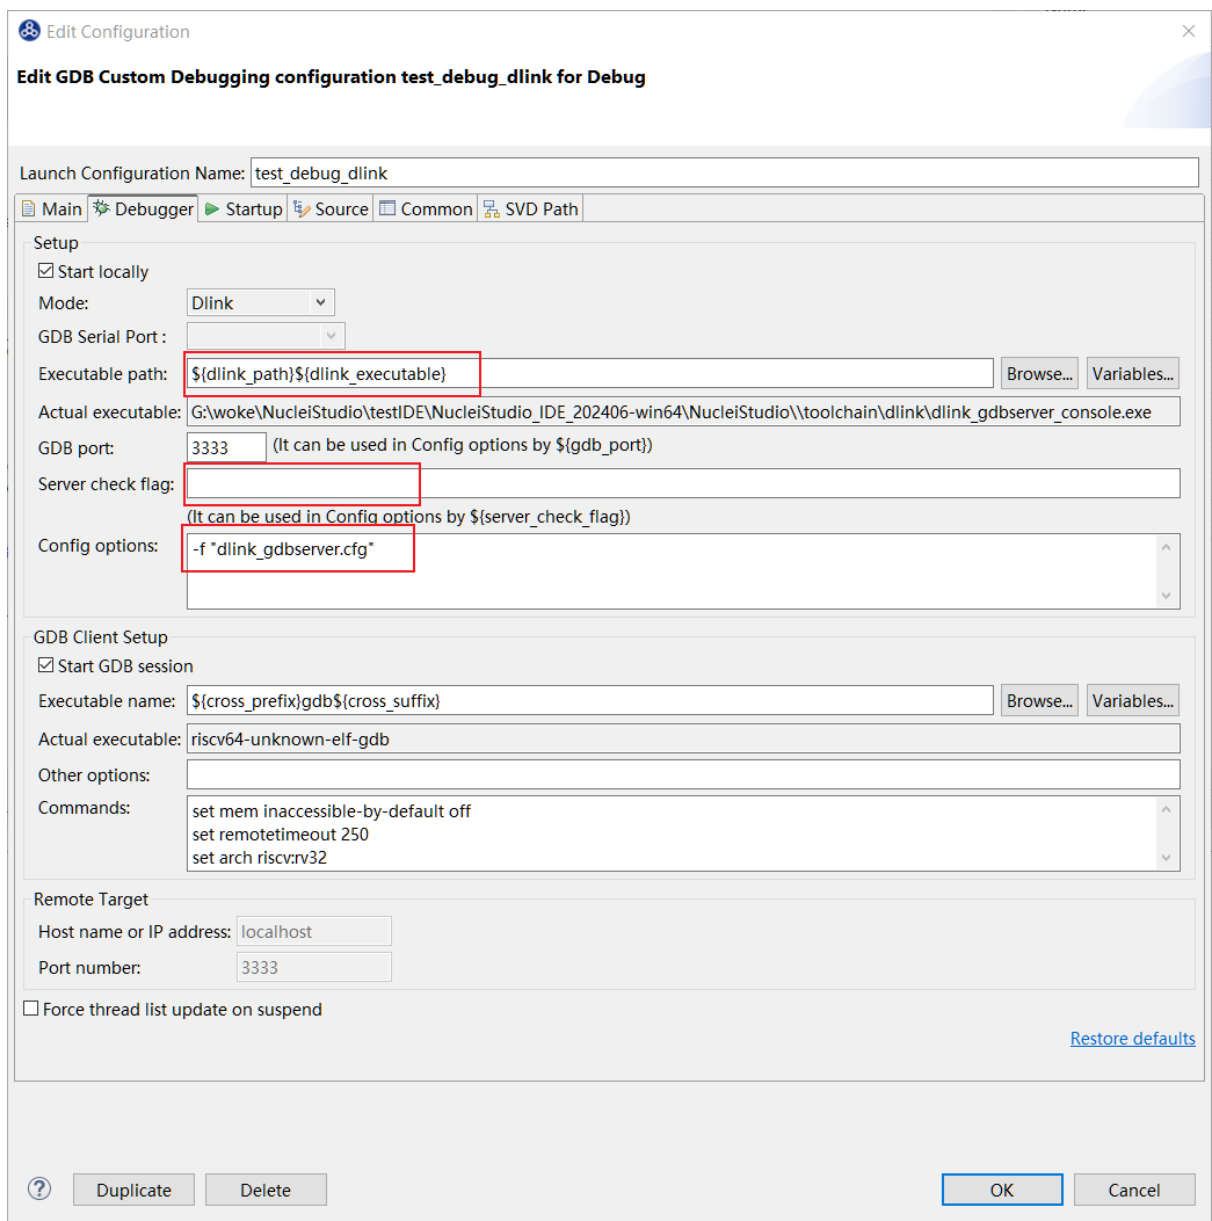 Edit Configuration
Edit GDB Custom Debugging configuration test_debug_dlink for Debug
Launch Configuration Name: test_debug_dlink
Main Debugger Startup Source Common SVD Path
Setup
Start locally
Mode: Dlink
GDB Serial Port :
Executable path: ${dlink_path}${dlink_executable} Browse... Variables...
Actual executable: G:\woke\NucleiStudio\testIDE\NucleiStudio_IDE_202406-win64\NucleiStudio\\toolchain\dlink\dlink_gdbserver_console.exe
GDB port: 3333 (It can be used in Config options by ${gdb_port})
Server check flag:
(It can be used in Config options by ${server_check_flag})
Config options: -f "dlink_gdbserver.cfg"
GDB Client Setup
Start GDB session
Executable name: ${cross_prefix}gdb${cross_suffix} Browse... Variables...
Actual executable: riscv64-unknown-elf-gdb
Other options:
Commands: set mem inaccessible-by-default off
set remotetimeout 250
set arch riscv:rv32
Remote Target
Host name or IP address: localhost
Port number: 3333
Force thread list update on suspend
Restore defaults
Duplicate Delete OK Cancel